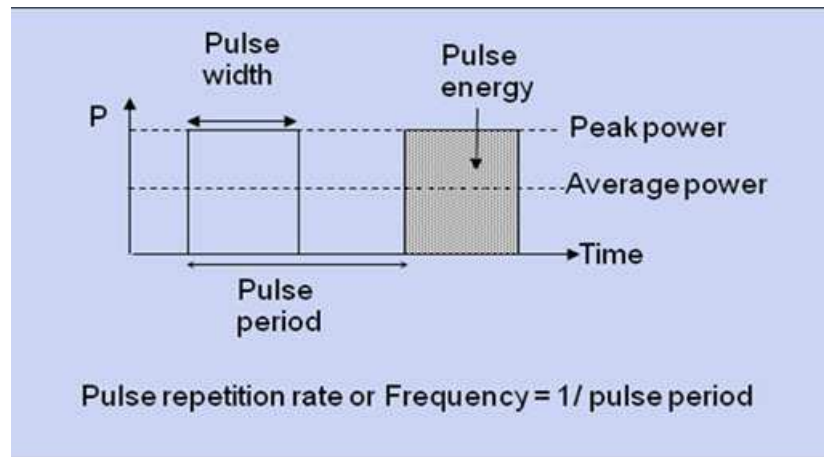 Pulse
width
Pulse
energy
P
Peak power
Average power
Time
Pulse
period
Pulse repetition rate or Frequency = 1/ pulse period